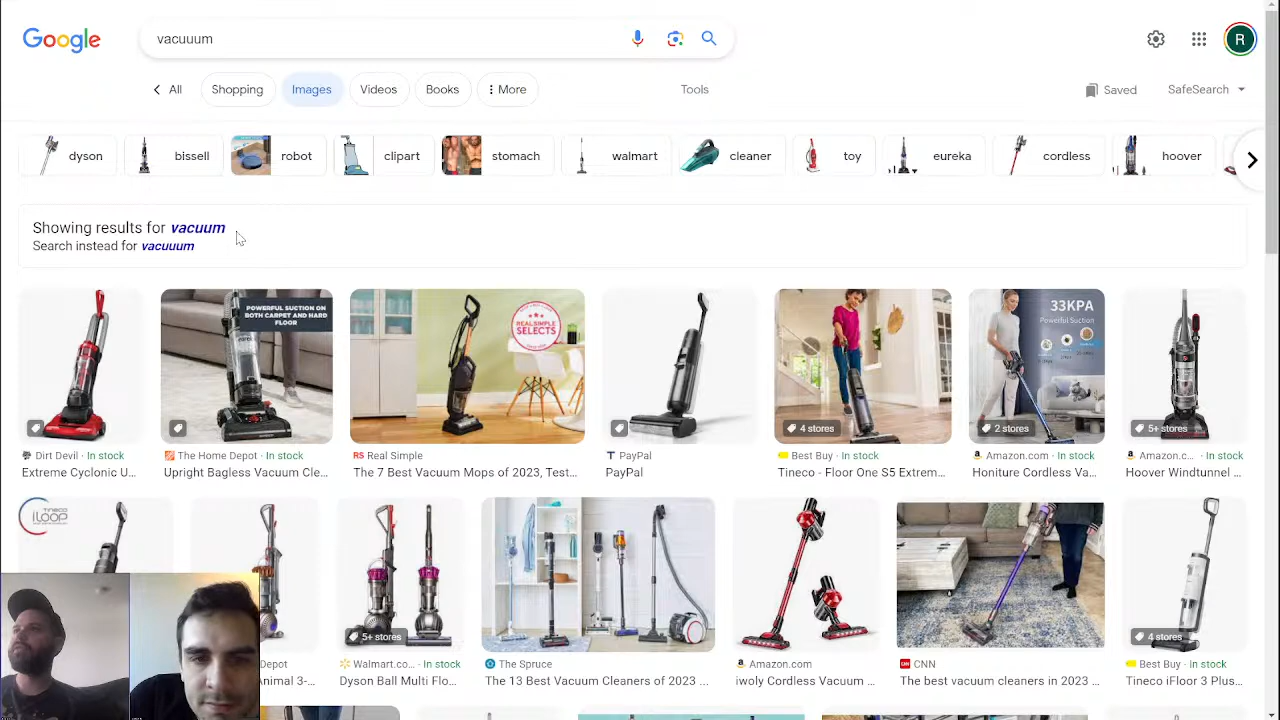 Google
vacuuum
R
All
Shopping
Images
Videos
Books
More
Tools
Saved
SafeSearch
dyson
bissell
robot
clipart
stomach
walmart
cleaner
toy
eureka
cordless
hoover
Showing results for vacuum
Search instead for vacuuum
POWERFUL SUCTION ON
BOTH CARPET AND HARD
FLOOR
REAL SIMPLE
SELECTS
33KPA
Powerful Suction
4 stores
2 stores
5+ stores
Dirt Devil · In stock
Extreme Cyclonic U...
The Home Depot · In stock
Upright Bagless Vacuum Cle...
RS Real Simple
The 7 Best Vacuum Mops of 2023, Test...
PayPal
PayPal
Best Buy · In stock
Tineco - Floor One S5 Extrem...
Amazon.com · In stock
Honiture Cordless Va...
Amazon.c... · In stock
Hoover Windtunnel ...
TINECO
iLOOP
5+ stores
4 stores
Depot
Animal 3-...
Walmart.co... · In stock
Dyson Ball Multi Flo...
The Spruce
The 13 Best Vacuum Cleaners of 2023 ...
Amazon.com
iwoly Cordless Vacuum ...
CNN
The best vacuum cleaners in 2023 ...
Best Buy · In stock
Tineco iFloor 3 Plus...